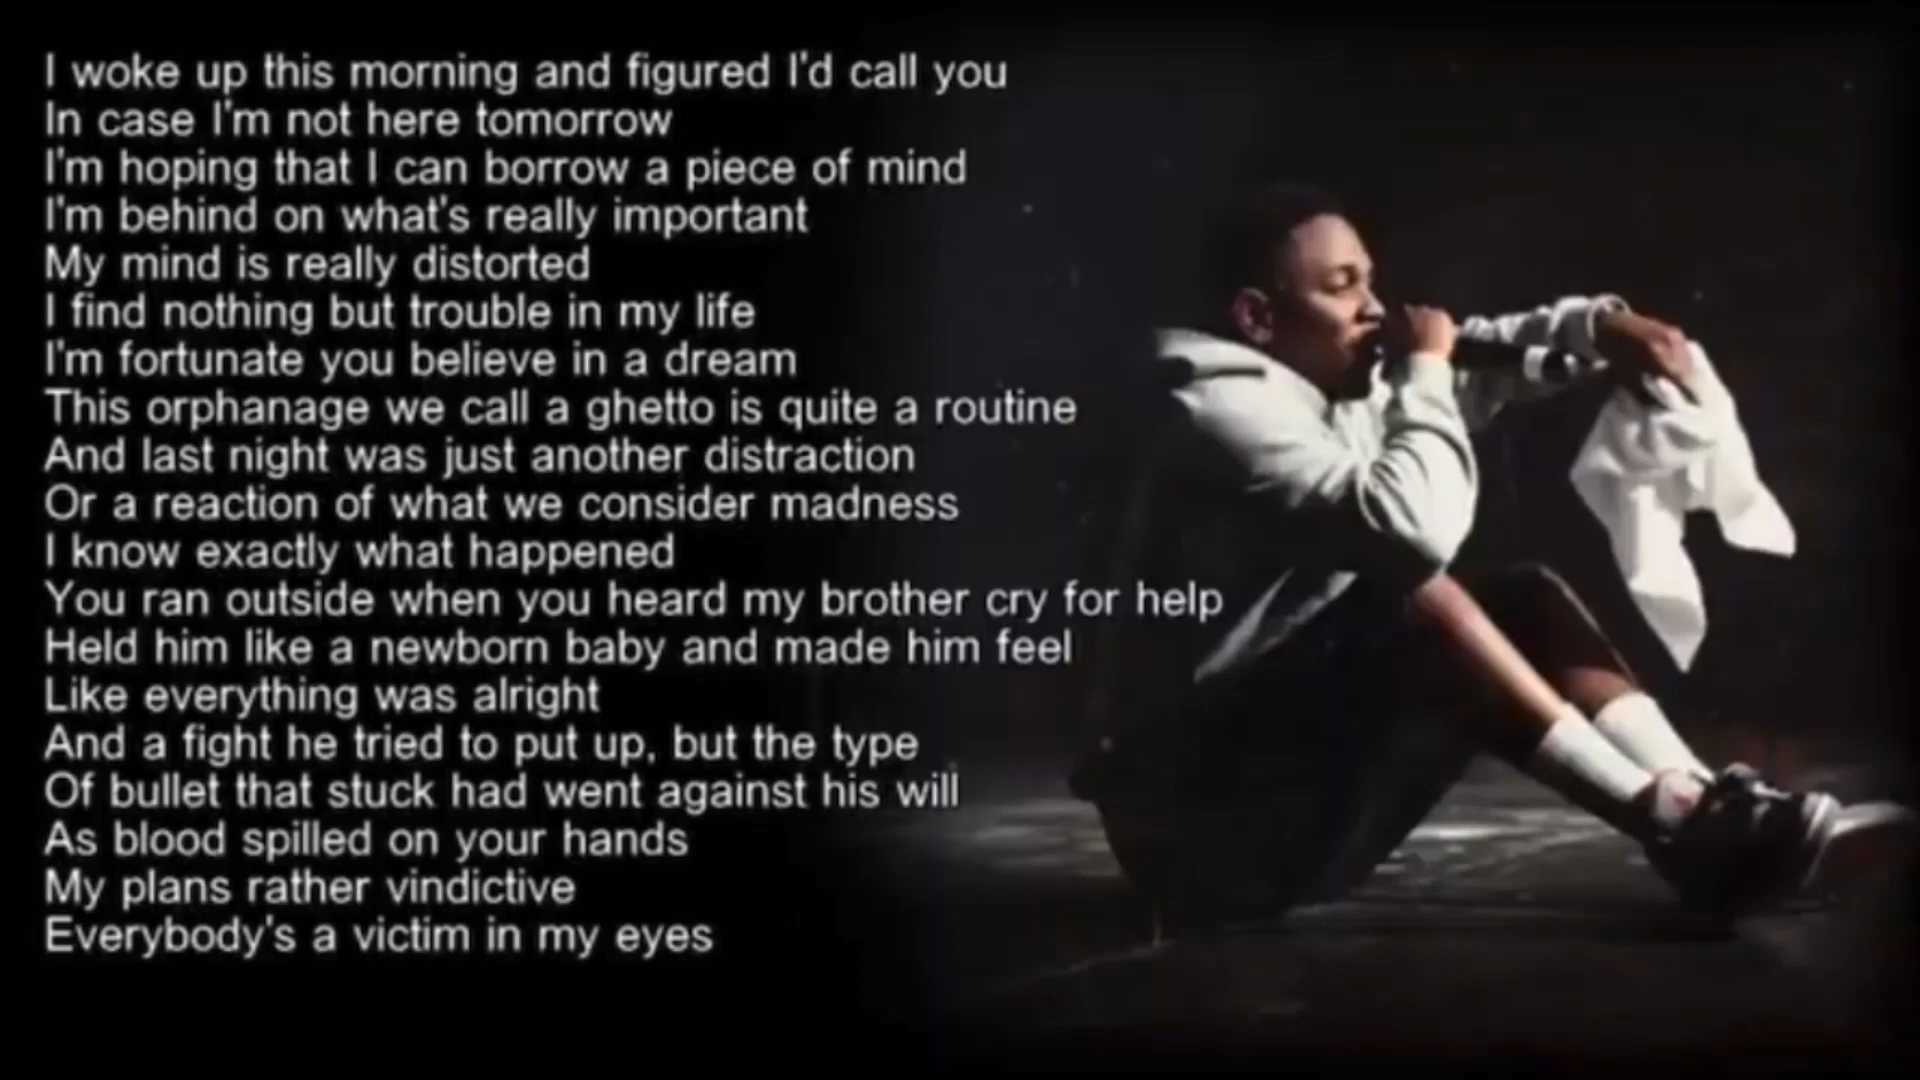 I woke up this morning and figured I'd call you
In case I'm not here tomorrow
I'm hoping that I can borrow a piece of mind
I'm behind on what's really important
My mind is really distorted
I find nothing but trouble in my life
I'm fortunate you believe in a dream
This orphanage we call a ghetto is quite a routine
And last night was just another distraction
Or a reaction of what we consider madness
I know exactly what happened
You ran outside when you heard my brother cry for help
Held him like a newborn baby and made him feel
Like everything was alright
And a fight he tried to put up, but the type
Of bullet that stuck had went against his will
As blood spilled on your hands
My plans rather vindictive
Everybody's a victim in my eyes